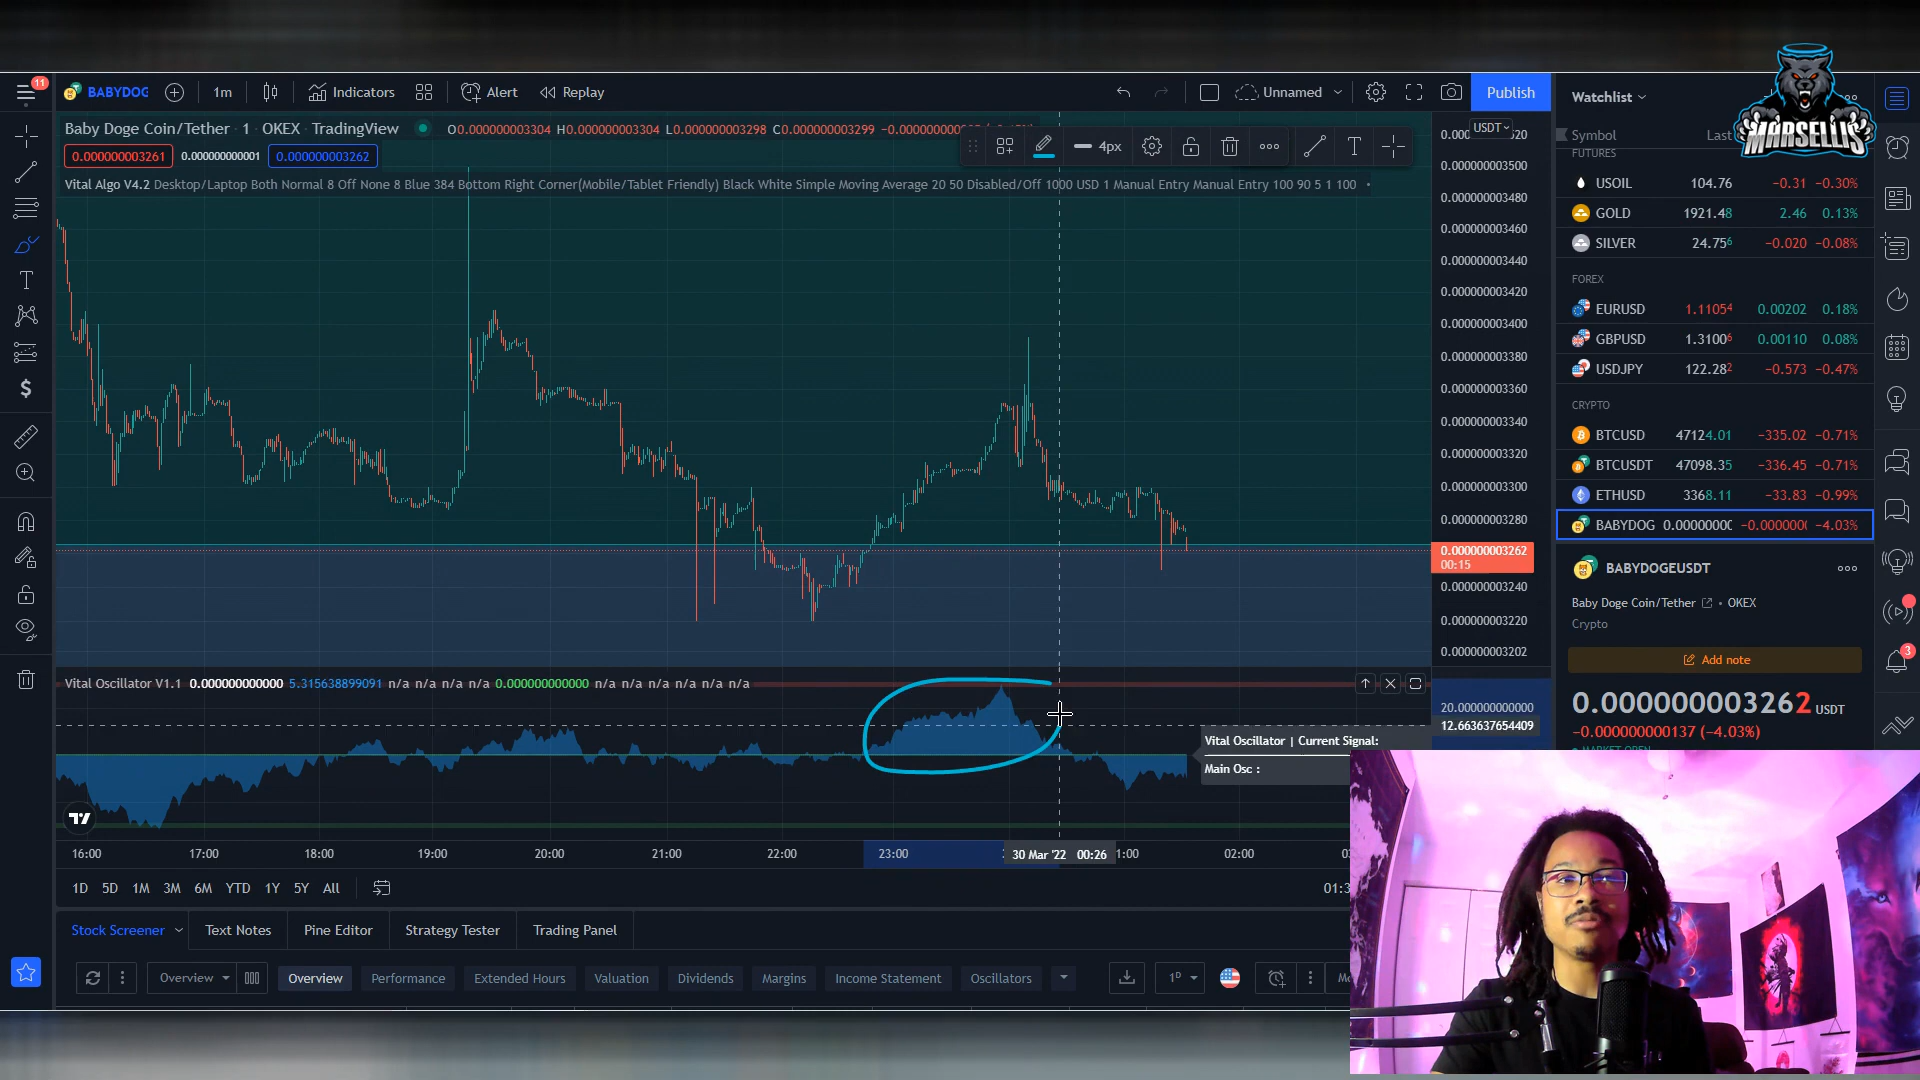 11
BABYDOG
1m
Indicators
Alert
Replay
Unnamed
Publish
Watchlist
MARSELLIS
Baby Doge Coin/Tether · 1 · OKEX · TradingView
O0.000000003304 H0.000000003304 L0.000000003298 C0.000000003299
0.000000003261
0.000000000001
0.000000003262
4px
USDT
Vital Algo V4.2 Desktop/Laptop Both Normal 8 Off None 8 Blue 384 Bottom Right Corner(Mobile/Tablet Friendly) Black White Simple Moving Average 20 50 Disabled/Off 1000 USD 1 Manual Entry Manual Entry 100 90 5 1 100
0.000000003500
0.000000003480
0.000000003460
0.000000003440
0.000000003420
0.000000003400
0.000000003380
0.000000003360
0.000000003340
0.000000003320
0.000000003300
0.000000003280
0.000000003262
00:15
0.000000003240
0.000000003220
0.000000003202
Symbol
Last
FUTURES
USOIL 104.76 −0.31 −0.30%
GOLD 1921.48 2.46 0.13%
SILVER 24.756 −0.020 −0.08%
FOREX
EURUSD 1.11054 0.00202 0.18%
GBPUSD 1.31006 0.00110 0.08%
USDJPY 122.282 −0.573 −0.47%
CRYPTO
BTCUSD 47124.01 −335.02 −0.71%
BTCUSDT 47098.35 −336.45 −0.71%
ETHUSD 3368.11 −33.83 −0.99%
BABYDOG 0.00000000 −0.000000 −4.03%
BABYDOGEUSDT
Baby Doge Coin/Tether • OKEX
Crypto
Add note
3
0.000000003262 USDT
−0.000000000137 (−4.03%)
MARKET OPEN
Vital Oscillator V1.1 0.000000000000 5.315638899091 n/a n/a n/a n/a 0.000000000000 n/a n/a n/a n/a n/a n/a
20.000000000000
12.663637654409
Vital Oscillator | Current Signal:
Main Osc :
16:00 17:00 18:00 19:00 20:00 21:00 22:00 23:00 30 Mar '22 00:26 1:00 02:00
1D 5D 1M 3M 6M YTD 1Y 5Y All
01:3
Stock Screener Text Notes Pine Editor Strategy Tester Trading Panel
Overview Overview Performance Extended Hours Valuation Dividends Margins Income Statement Oscillators 1D